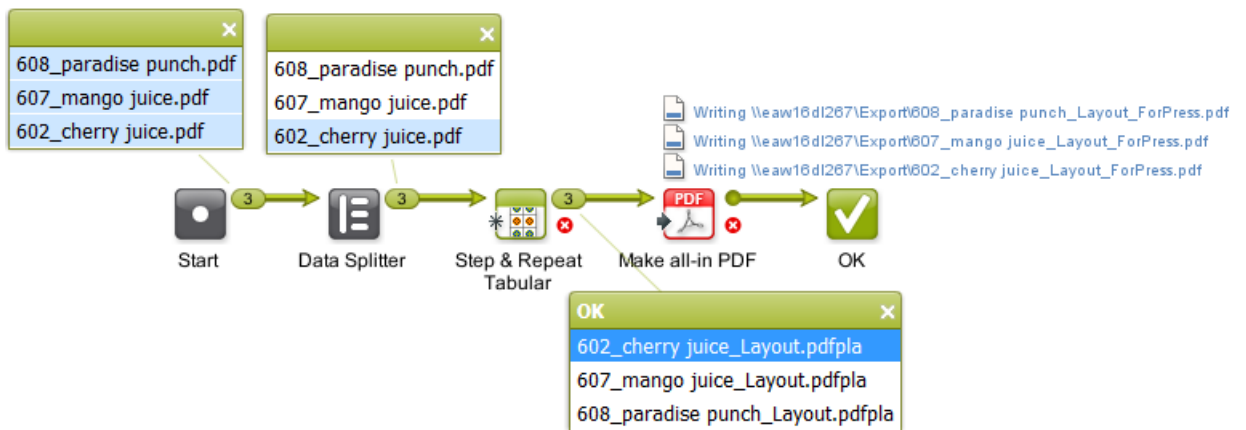 608_paradise punch.pdf
607_mango juice.pdf
602_cherry juice.pdf
608_paradise punch.pdf
607_mango juice.pdf
602_cherry juice.pdf
Writing \\eaw16dl267\Export\608_paradise punch_Layout_ForPress.pdf
Writing \\eaw16dl267\Export\607_mango juice_Layout_ForPress.pdf
Writing \\eaw16dl267\Export\602_cherry juice_Layout_ForPress.pdf
3
3
3
PDF
Start
Data Splitter
Step & Repeat
Tabular
Make all-in PDF
OK
OK
602_cherry juice_Layout.pdfpla
607_mango juice_Layout.pdfpla
608_paradise punch_Layout.pdfpla